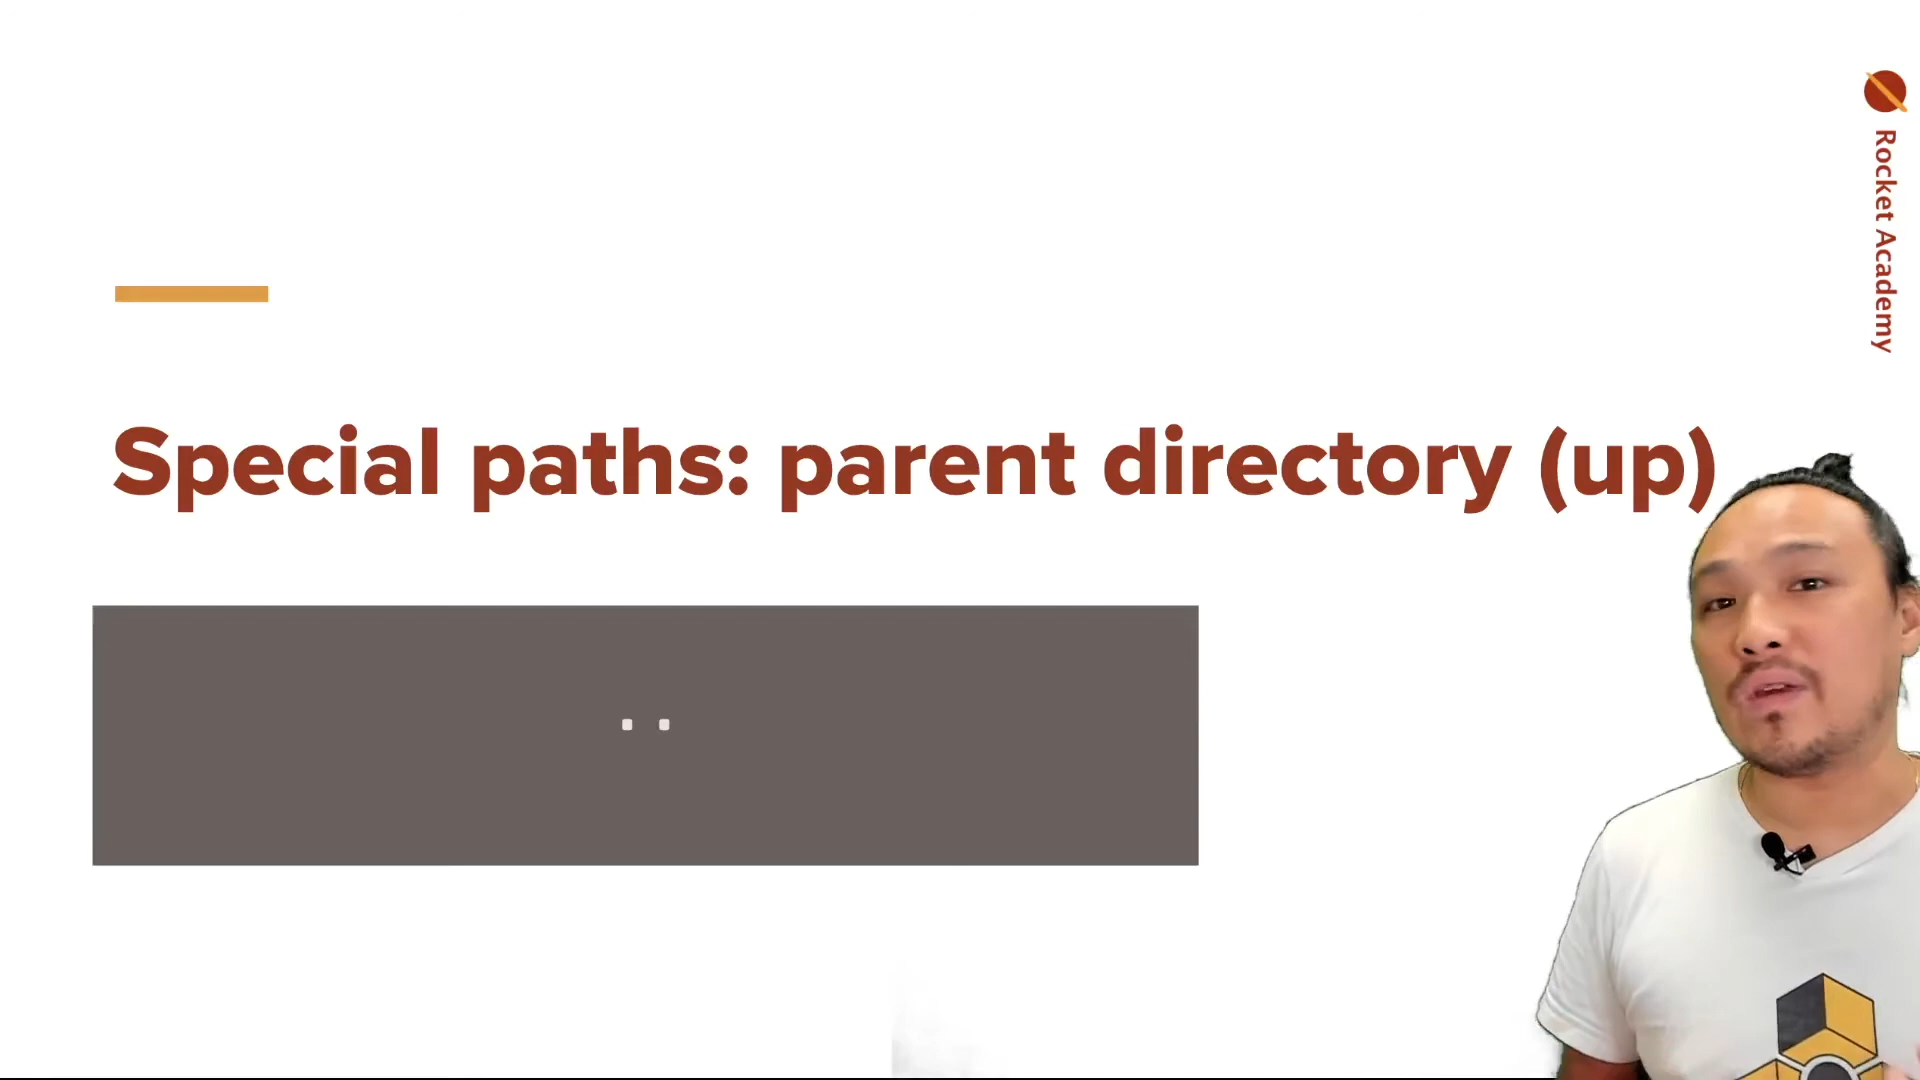 Rocket Academy
Special paths: parent directory (up)
..